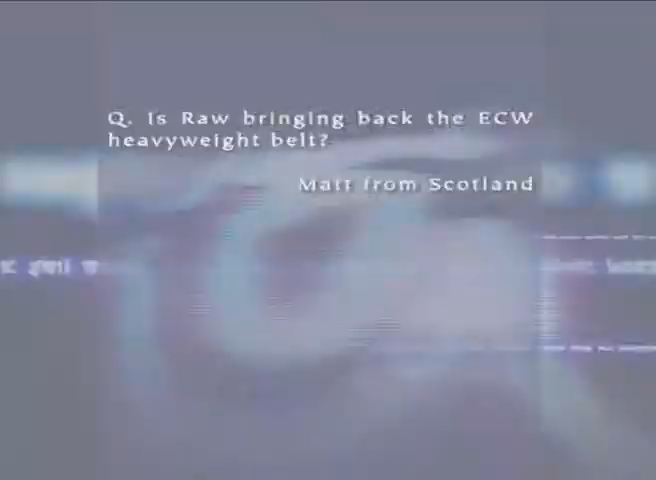 Q. Is Raw bringing back the ECW
heavyweight belt?
Matt from Scotland